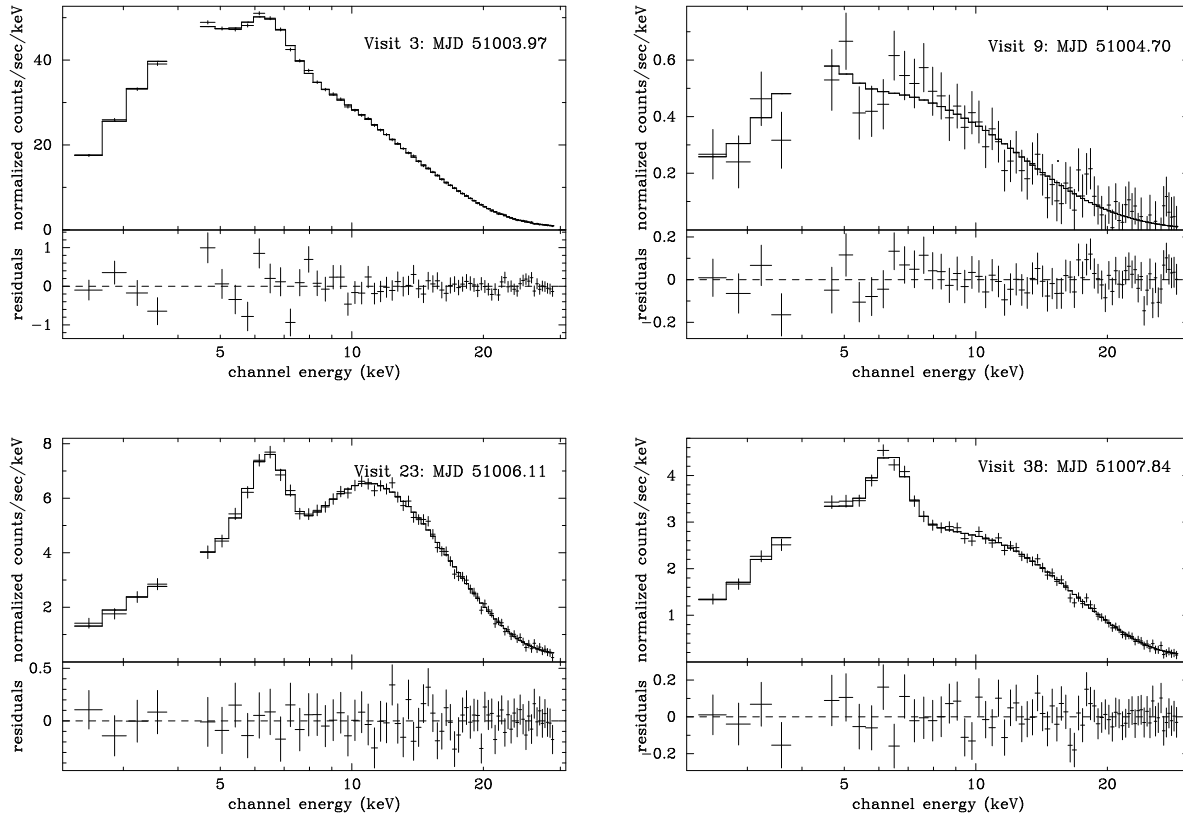 normalized counts/sec/keV
Visit 3: MJD 51003.97
40
20
0
residuals
1
0
−1
5 10 20
channel energy (keV)
normalized counts/sec/keV
Visit 9: MJD 51004.70
0.6
0.4
0.2
residuals
0.2
0
−0.2
5 10 20
channel energy (keV)
normalized counts/sec/keV
Visit 23: MJD 51006.11
8
6
4
2
residuals
0.5
0
5 10 20
channel energy (keV)
normalized counts/sec/keV
Visit 38: MJD 51007.84
4
3
2
1
residuals
0.2
0
−0.2
5 10 20
channel energy (keV)